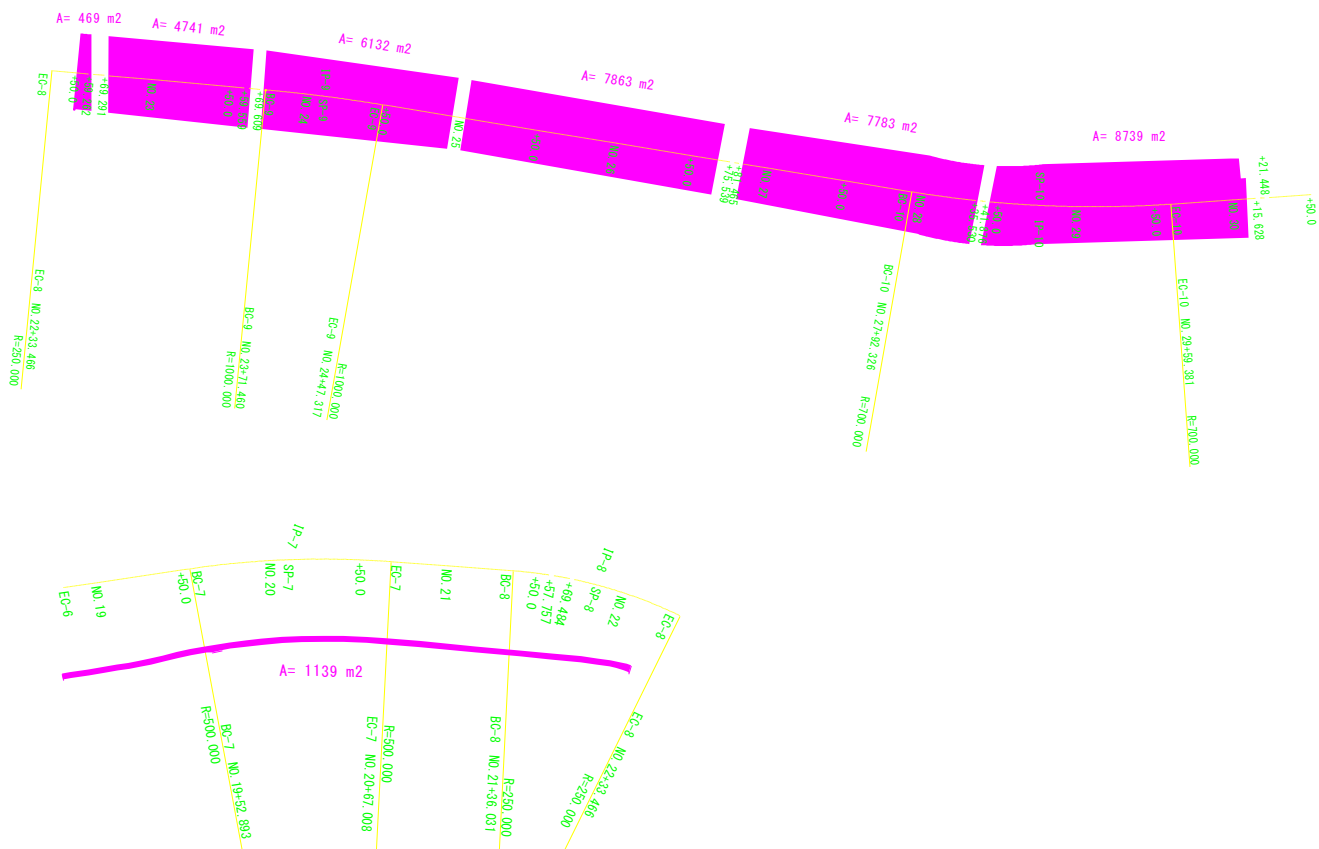 A= 469 m2
A= 4741 m2
A= 6132 m2
A= 7863 m2
A= 7783 m2
A= 8739 m2
EC-8
+50.0
+69.291
NO.23
+50.0
+69.609
BC-9
NO.24
SP-9
IP-9
EC-9
+50.0
NO.25
+50.0
NO.26
+50.0
+75.539
NO.27
+50.0
EC-10
NO.28
+50.0
SP-10
IP-10
NO.29
+50.0
EC-10
NO.30
+21.448
+15.628
+50.0
EC-8 NO.22+33.466
R=250.000
BC-9 NO.23+71.460
R=1000.000
EC-9 NO.24+47.317
R=1000.000
BC-10 NO.27+92.326
R=700.000
EC-10 NO.29+59.381
R=700.000
IP-7
IP-8
EC-6
NO.19
+50.0
BC-7
NO.20
SP-7
+50.0
EC-7
NO.21
BC-8
+50.0
+57.757
+69.484
SP-8
NO.22
EC-8
A= 1139 m2
R=500.000
BC-7 NO.19+52.893
EC-7 NO.20+67.008
R=500.000
BC-8 NO.21+36.031
R=250.000
EC-8 NO.22+33.466
R=250.000